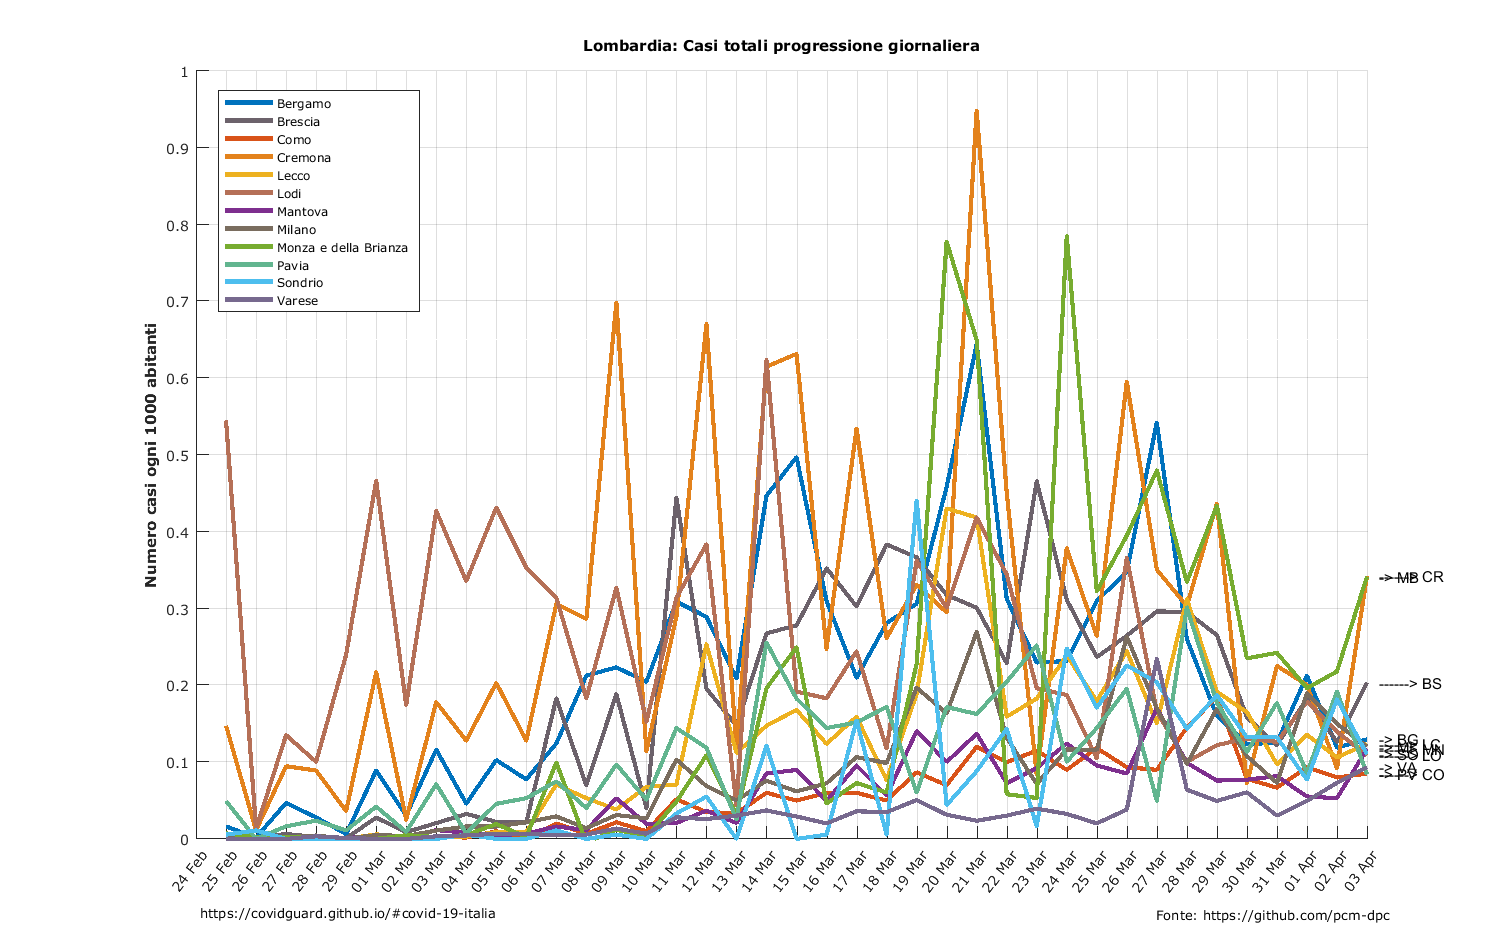 Lombardia: Casi totali progressione giornaliera
Numero casi ogni 1000 abitanti
1
0.9
0.8
0.7
0.6
0.5
0.4
0.3
0.2
0.1
0
Bergamo
Brescia
Como
Cremona
Lecco
Lodi
Mantova
Milano
Monza e della Brianza
Pavia
Sondrio
Varese
-> MB
CR
------> BS
-> BG
LC
MN
LO
-> VA
-> PV
CO
24 Feb
25 Feb
26 Feb
27 Feb
28 Feb
29 Feb
01 Mar
02 Mar
03 Mar
04 Mar
05 Mar
06 Mar
07 Mar
08 Mar
09 Mar
10 Mar
11 Mar
12 Mar
13 Mar
14 Mar
15 Mar
16 Mar
17 Mar
18 Mar
19 Mar
20 Mar
21 Mar
22 Mar
23 Mar
24 Mar
25 Mar
26 Mar
27 Mar
28 Mar
29 Mar
30 Mar
31 Mar
01 Apr
02 Apr
03 Apr
https://covidguard.github.io/#covid-19-italia
Fonte: https://github.com/pcm-dpc